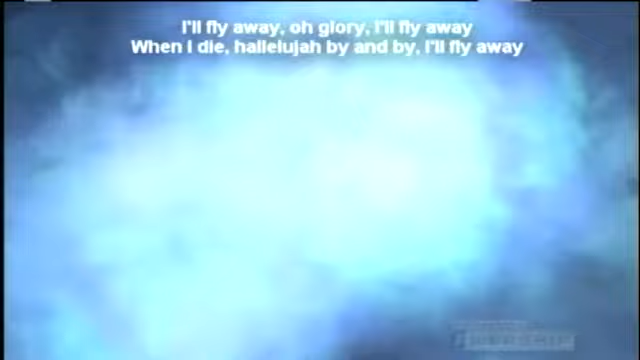 I'll fly away, oh glory, I'll fly away
When I die, hallelujah by and by, I'll fly away